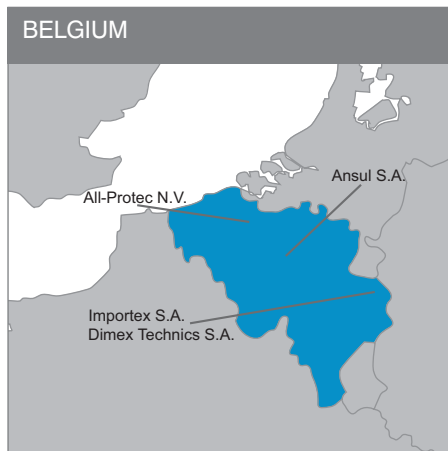 BELGIUM
Ansul S.A.
All-Protec N.V.
Importex S.A.
Dimex Technics S.A.